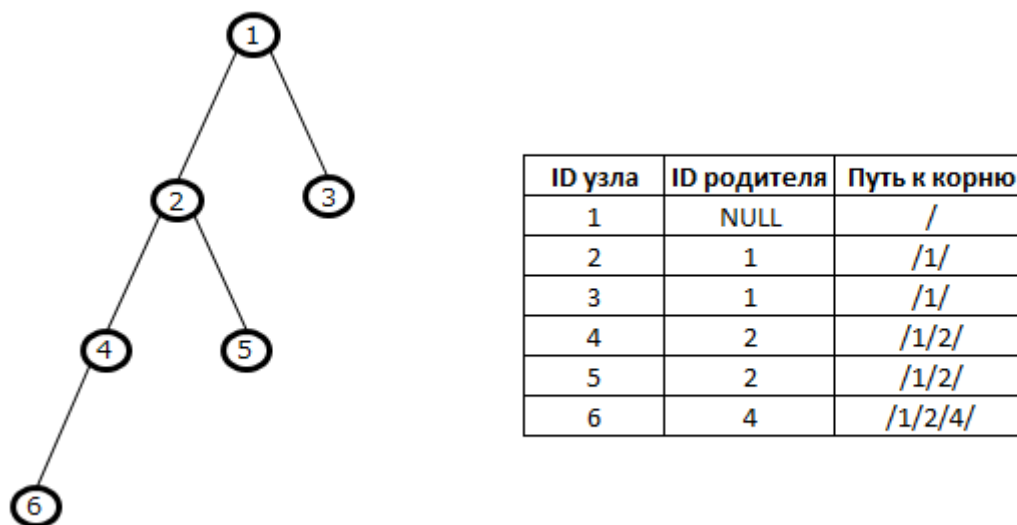 1
2
3
4
5
6
ID узла ID родителя Путь к корню
1 NULL /
2 1 /1/
3 1 /1/
4 2 /1/2/
5 2 /1/2/
6 4 /1/2/4/